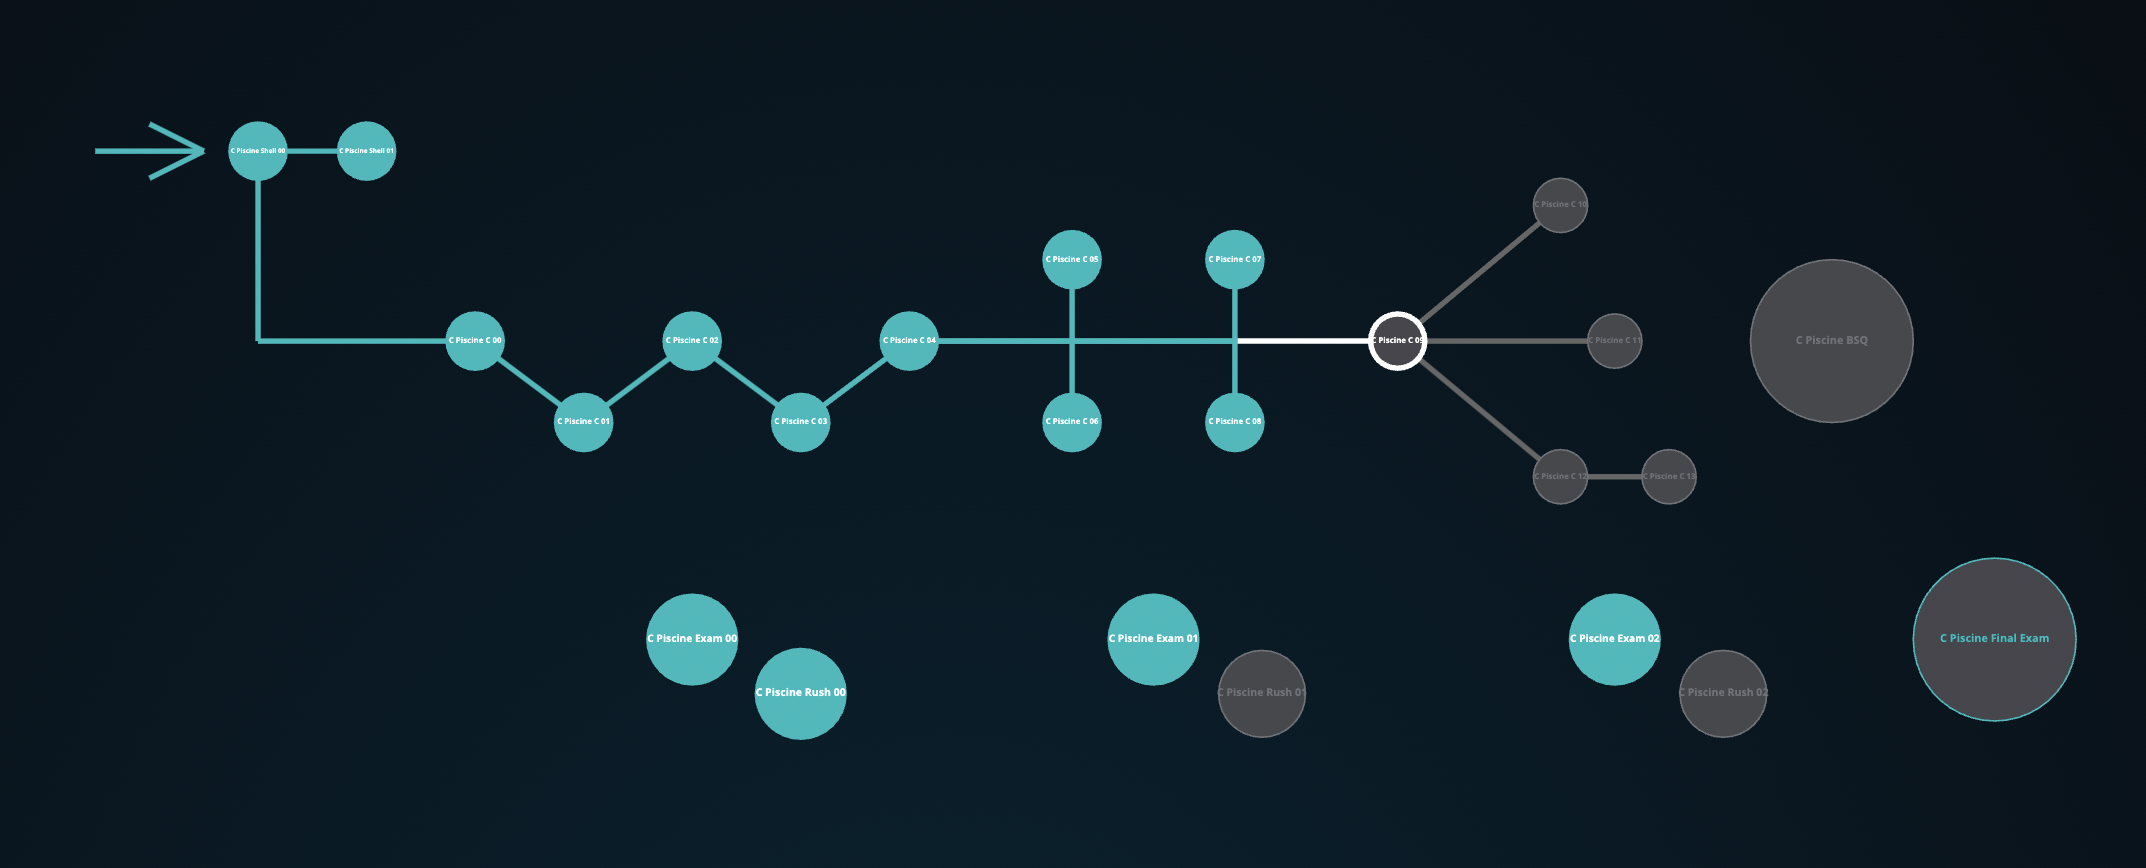 C Piscine Shell 00
C Piscine Shell 01
C Piscine C 10
C Piscine C 05
C Piscine C 07
C Piscine C 00
C Piscine C 02
C Piscine C 04
C Piscine C 09
C Piscine C 11
C Piscine BSQ
C Piscine C 01
C Piscine C 03
C Piscine C 06
C Piscine C 08
C Piscine C 12
C Piscine C 13
C Piscine Exam 00
C Piscine Exam 01
C Piscine Exam 02
C Piscine Final Exam
C Piscine Rush 00
C Piscine Rush 01
C Piscine Rush 02